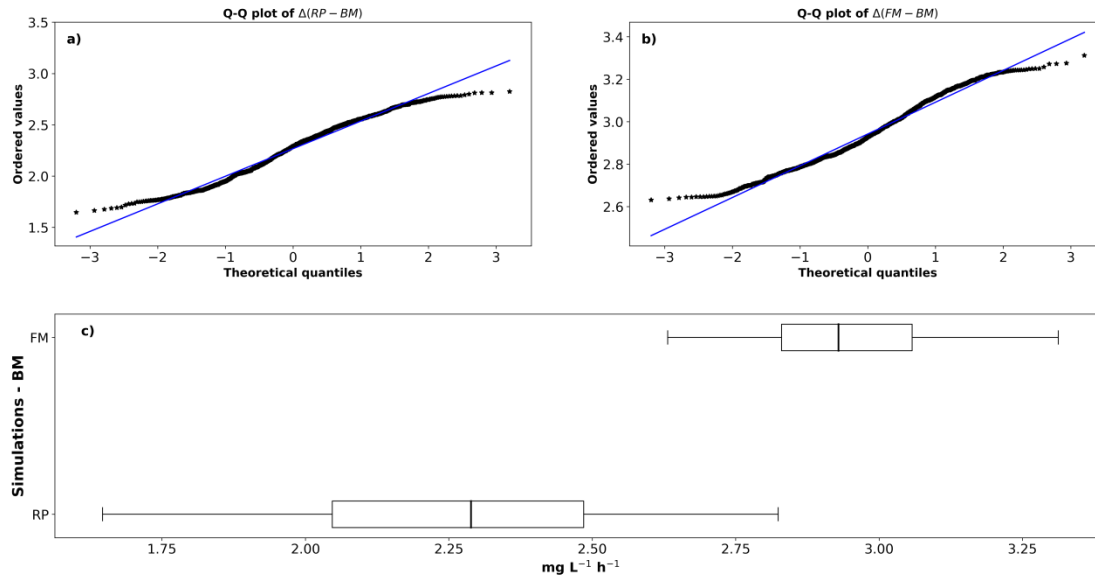 Q-Q plot of Δ(RP − BM)
a)
Ordered values
3.5
3.0
2.5
2.0
1.5
−3 −2 −1 0 1 2 3
Theoretical quantiles
Q-Q plot of Δ(FM − BM)
b)
Ordered values
3.4
3.2
3.0
2.8
2.6
−3 −2 −1 0 1 2 3
Theoretical quantiles
c)
Simulations - BM
FM
RP
1.75 2.00 2.25 2.50 2.75 3.00 3.25
mg L⁻¹ h⁻¹